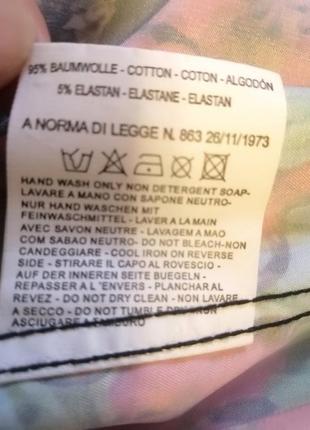 95% BAUMWOLLE - COTTON - COTON - ALGODÓN
5% ELASTAN - ELASTANE - ELASTAN
A NORMA DI LEGGE N. 863 26/11/1973
HAND WASH ONLY NON DETERGENT SOAP-
LAVARE A MANO CON SAPONE NEUTRO-
NUR HAND WASCHEN MIT
FEINWASCHMITTEL - LAVER A LA MAIN
AVEC SAVON NEUTRE - LAVAGEM A MAO
COM SABAO NEUTRO- DO NOT BLEACH-NON
CANDEGGIARE - COOL IRON ON REVERSE
SIDE - STIRARE IL CAPO AL ROVESCIO -
AUF DER INNEREN SEITE BUEGELN -
REPASSER A L'ENVERS - PLANCHAR AL
REVEZ - DO NOT DRY CLEAN - NON LAVARE
A SECCO - DO NOT TUMBLE DRY-NON
ASCIUGARE A TAMBURO